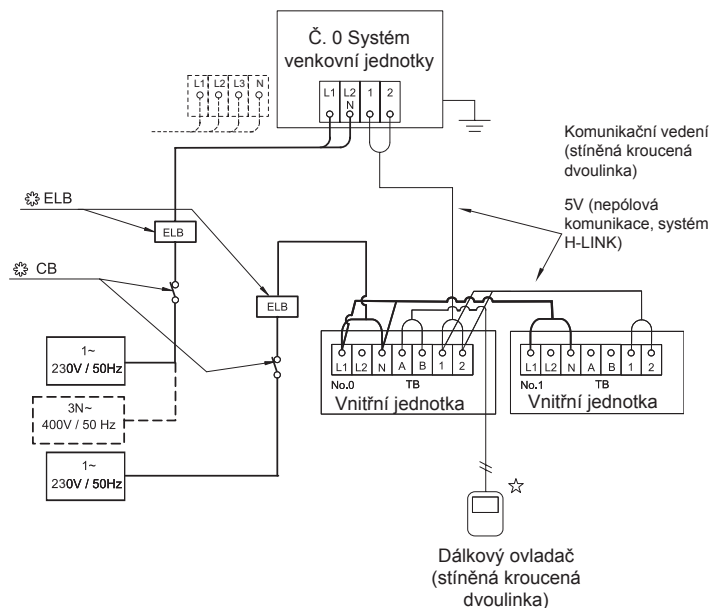 Č. 0 Systém
venkovní jednotky
L1 L2 L3 N
L1 L2 N 1 2
Komunikační vedení
(stíněná kroucená
dvoulinka)
5V (nepólová
komunikace, systém
H-LINK)
ELB
ELB
CB
ELB
1~
230V / 50Hz
3N~
400V / 50 Hz
1~
230V / 50Hz
L1 L2 N A B 1 2
No.0 TB
Vnitřní jednotka
L1 L2 N A B 1 2
No.1 TB
Vnitřní jednotka
Dálkový ovladač
(stíněná kroucená
dvoulinka)